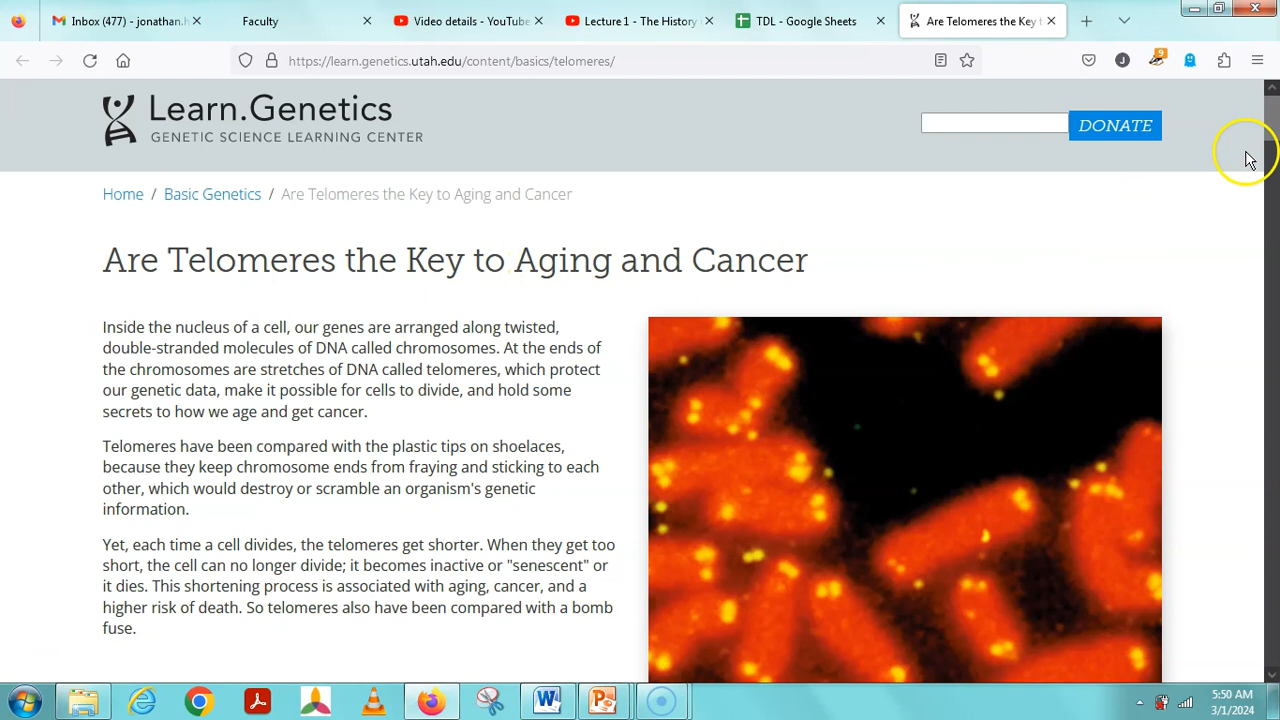 Inbox (477) - jonathan.h
Faculty
Video details - YouTube
Lecture 1 - The History
TDL - Google Sheets
Are Telomeres the Key t
https://learn.genetics.utah.edu/content/basics/telomeres/
J
9
Learn.Genetics
GENETIC SCIENCE LEARNING CENTER
DONATE
Home / Basic Genetics / Are Telomeres the Key to Aging and Cancer
Are Telomeres the Key to Aging and Cancer
Inside the nucleus of a cell, our genes are arranged along twisted,
double-stranded molecules of DNA called chromosomes. At the ends of
the chromosomes are stretches of DNA called telomeres, which protect
our genetic data, make it possible for cells to divide, and hold some
secrets to how we age and get cancer.
Telomeres have been compared with the plastic tips on shoelaces,
because they keep chromosome ends from fraying and sticking to each
other, which would destroy or scramble an organism's genetic
information.
Yet, each time a cell divides, the telomeres get shorter. When they get too
short, the cell can no longer divide; it becomes inactive or "senescent" or
it dies. This shortening process is associated with aging, cancer, and a
higher risk of death. So telomeres also have been compared with a bomb
fuse.
5:50 AM
3/1/2024